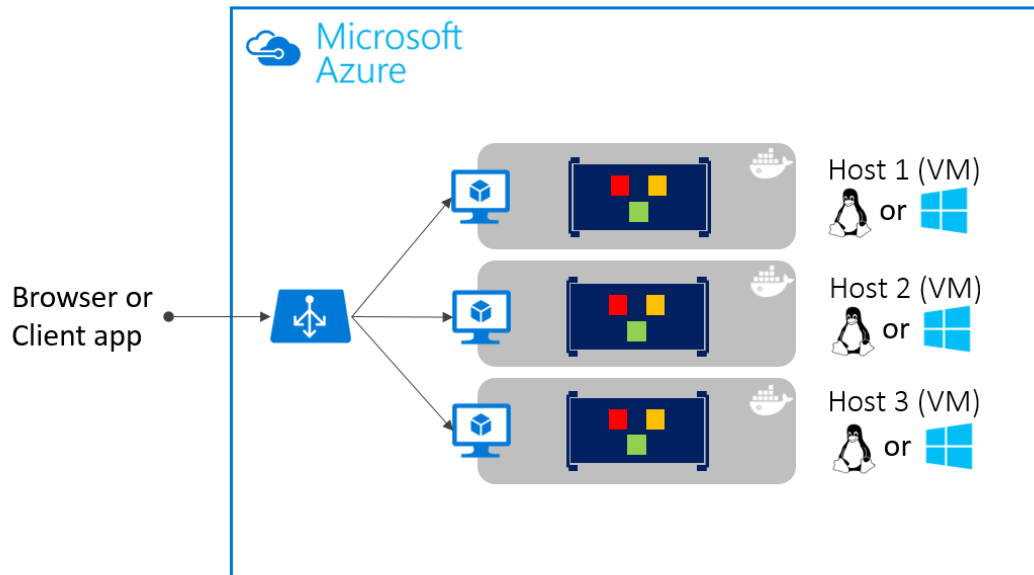 Microsoft
Azure
Host 1 (VM)
or
Host 2 (VM)
or
Browser or
Client app
Host 3 (VM)
or